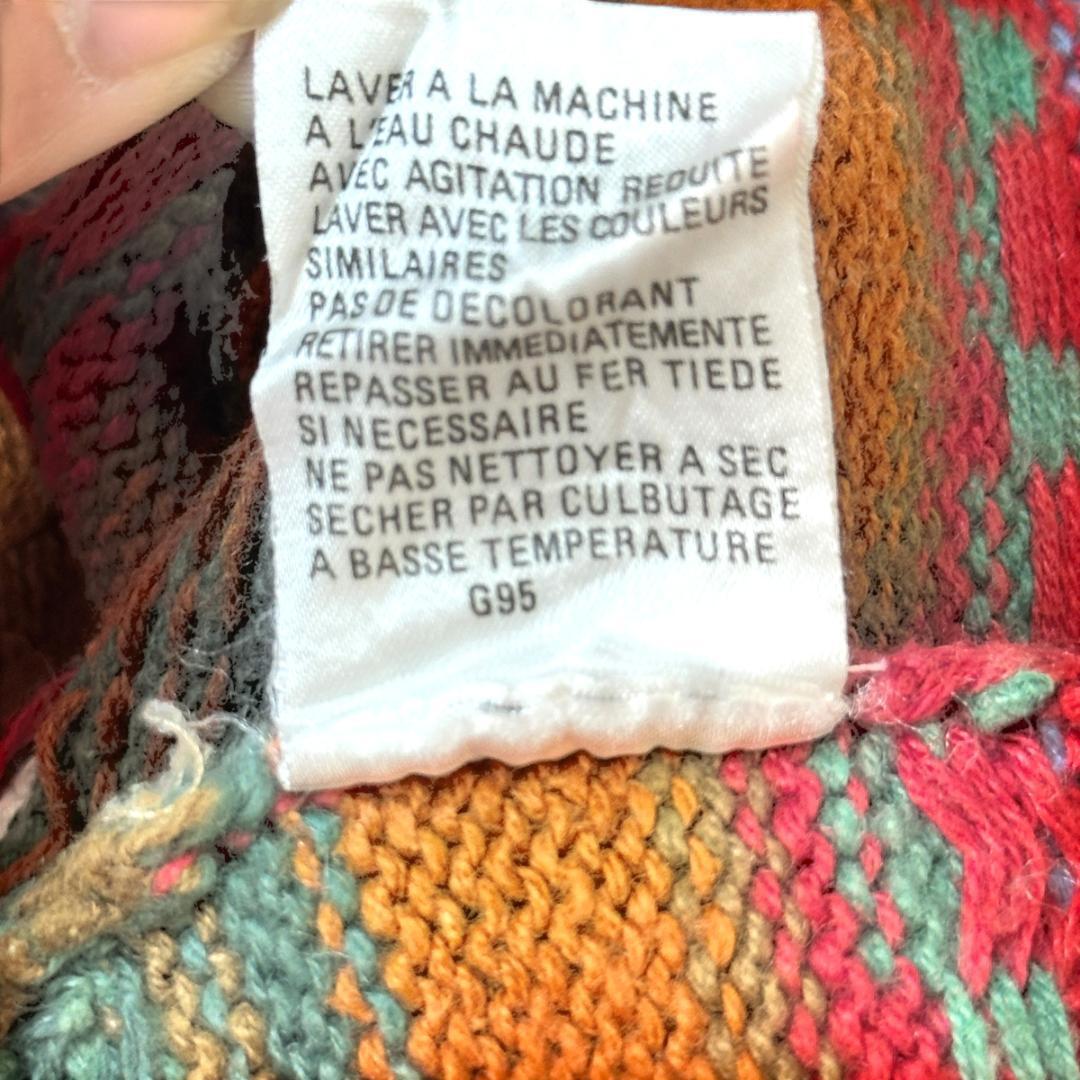 LAVER A LA MACHINE
A L'EAU CHAUDE
AVEC AGITATION REDUITE
LAVER AVEC LES COULEURS
SIMILAIRES
PAS DE DECOLORANT
RETIRER IMMEDIATEMENTE
REPASSER AU FER TIEDE
SI NECESSAIRE
NE PAS NETTOYER A SEC
SECHER PAR CULBUTAGE
A BASSE TEMPERATURE
G95